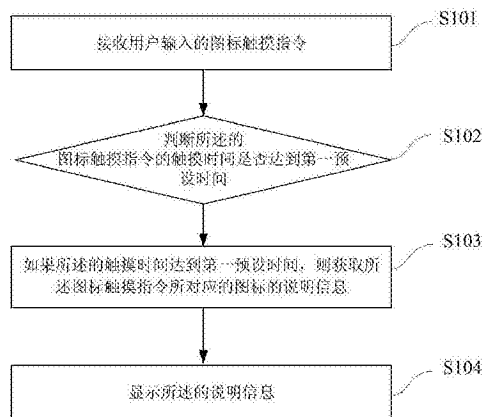 S101
接收用户输入的图标触摸指令
S102
判断所述的
图标触摸指令的触摸时间是否达到第一预
设时间
S103
如果所述的触摸时间达到第一预设时间，则获取所
述图标触摸指令所对应的图标的说明信息
S104
显示所述的说明信息